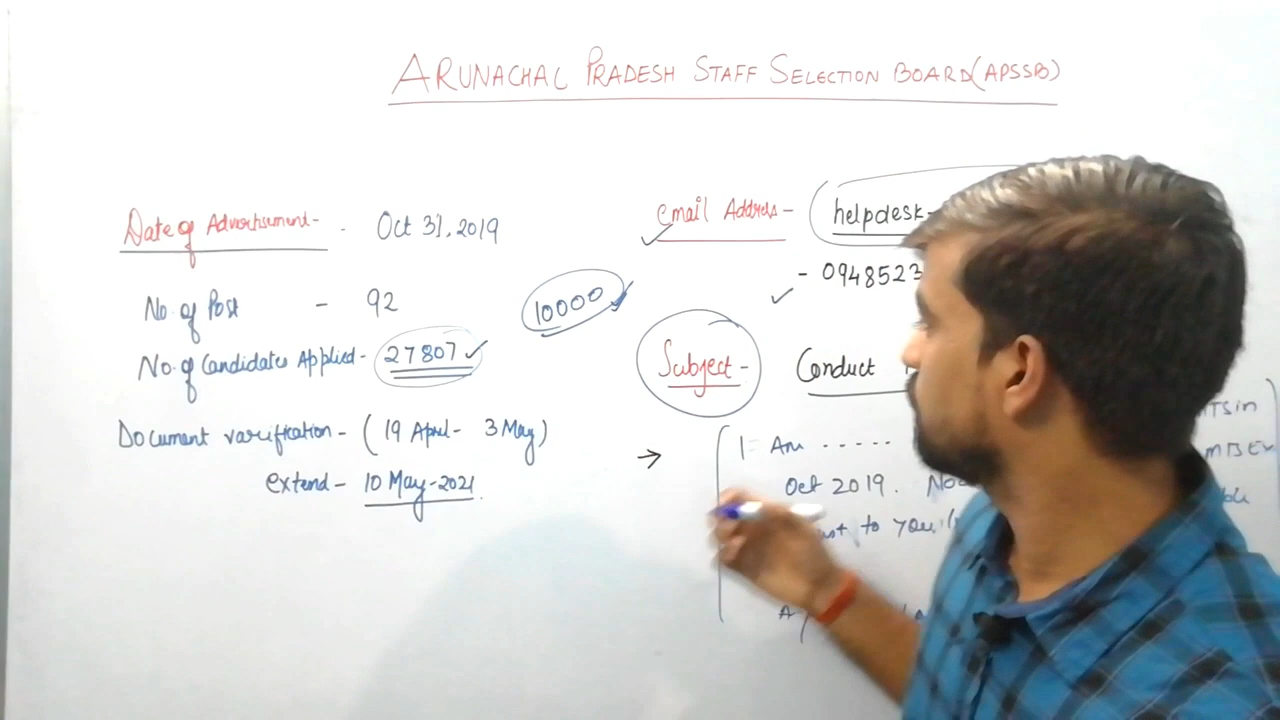 ARUNACHAL PRADESH STAFF SELECTION BOARD (APSSB)
Date of Advertisement - Oct 31, 2019
No. of Post - 92
10000
No. of Candidates Applied - 27807
Document varification - (19 April - 3 May)
extend - 10 May - 2021
email Address - helpdesk-
- 0948523
Subject - Conduct
I Am .....
Oct 2019.
to you